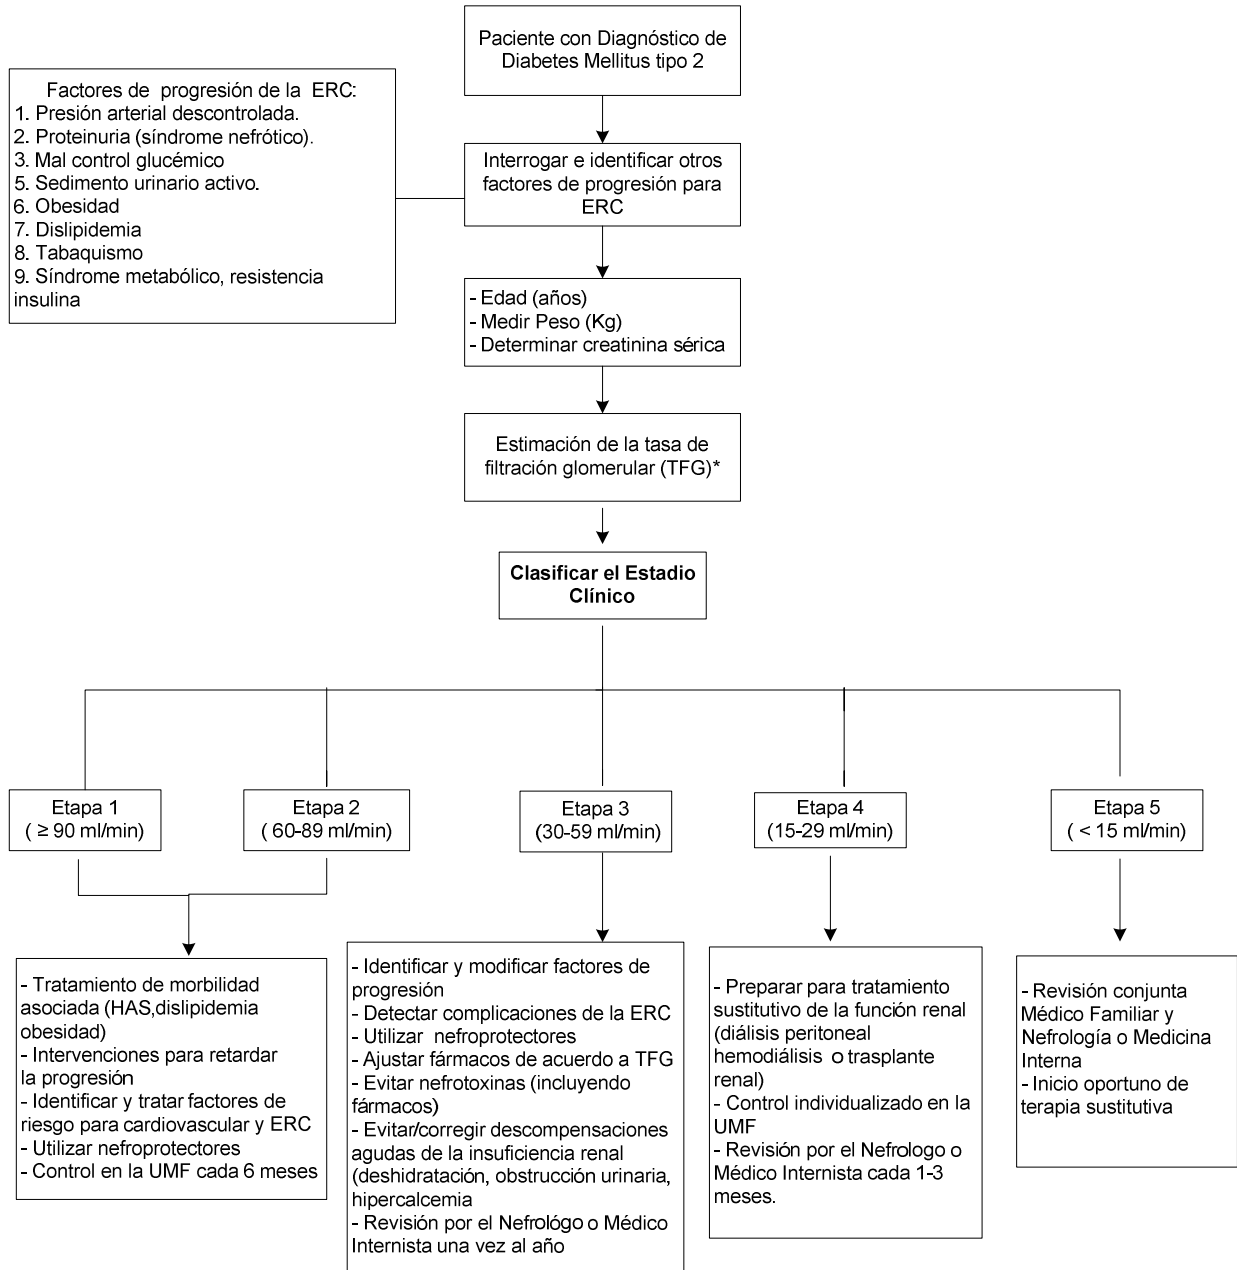 Paciente con Diagnóstico de
Diabetes Mellitus tipo 2
Factores de progresión de la ERC:
1. Presión arterial descontrolada.
2. Proteinuria (síndrome nefrótico).
3. Mal control glucémico
5. Sedimento urinario activo.
6. Obesidad
7. Dislipidemia
8. Tabaquismo
9. Síndrome metabólico, resistencia
insulina
Interrogar e identificar otros
factores de progresión para
ERC
- Edad (años)
- Medir Peso (Kg)
- Determinar creatinina sérica
Estimación de la tasa de
filtración glomerular (TFG)*
Clasificar el Estadio
Clínico
Etapa 1
( ≥ 90 ml/min)
Etapa 2
( 60-89 ml/min)
Etapa 3
(30-59 ml/min)
Etapa 4
(15-29 ml/min)
Etapa 5
( < 15 ml/min)
- Tratamiento de morbilidad
asociada (HAS,dislipidemia
obesidad)
- Intervenciones para retardar
la progresión
- Identificar y tratar factores de
riesgo para cardiovascular y ERC
- Utilizar nefroprotectores
- Control en la UMF cada 6 meses
- Identificar y modificar factores de
progresión
- Detectar complicaciones de la ERC
- Utilizar nefroprotectores
- Ajustar fármacos de acuerdo a TFG
- Evitar nefrotoxinas (incluyendo
fármacos)
- Evitar/corregir descompensaciones
agudas de la insuficiencia renal
(deshidratación, obstrucción urinaria,
hipercalcemia
- Revisión por el Nefrológo o Médico
Internista una vez al año
- Preparar para tratamiento
sustitutivo de la función renal
(diálisis peritoneal
hemodiálisis o trasplante
renal)
- Control individualizado en la
UMF
- Revisión por el Nefrologo o
Médico Internista cada 1-3
meses.
- Revisión conjunta
Médico Familiar y
Nefrología o Medicina
Interna
- Inicio oportuno de
terapia sustitutiva